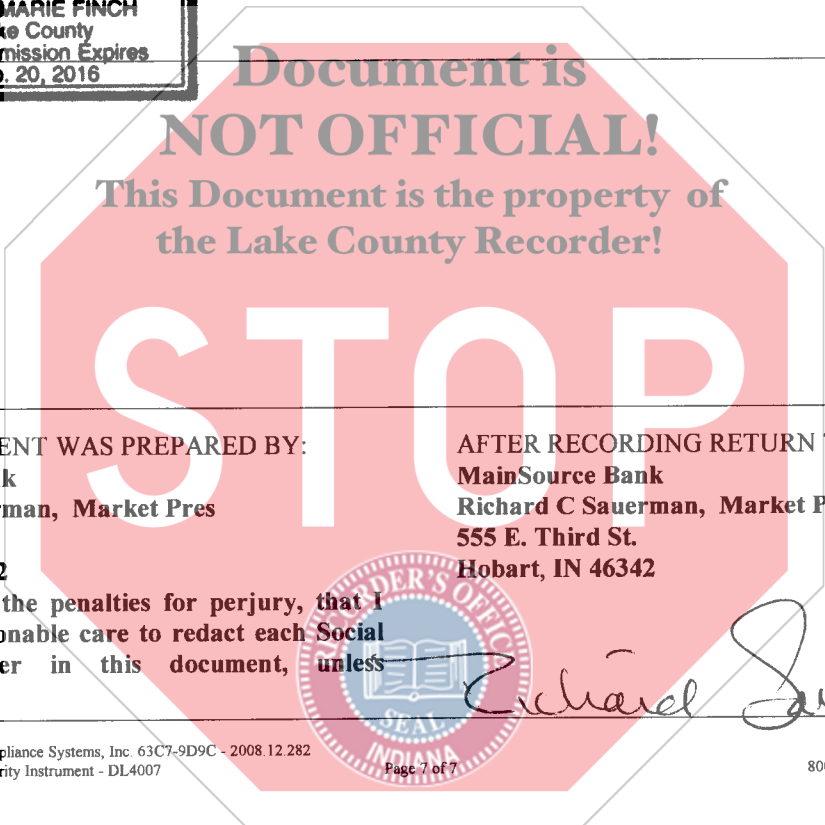 MARIE FINCH
ke County
mission Expires
. 20, 2016
Document is
NOT OFFICIAL!
This Document is the property of
the Lake County Recorder!
STOP
ENT WAS PREPARED BY:
k
rman, Market Pres
2
the penalties for perjury, that I
onable care to redact each Social
er in this document, unless
AFTER RECORDING RETURN
MainSource Bank
Richard C Sauerman, Market P
555 E. Third St.
Hobart, IN 46342
RECORDER'S OFFICE
SEAL
INDIANA
Richard Sau
pliance Systems, Inc. 63C7-9D9C - 2008.12.282
rity Instrument - DL4007
Page 7 of 7
80